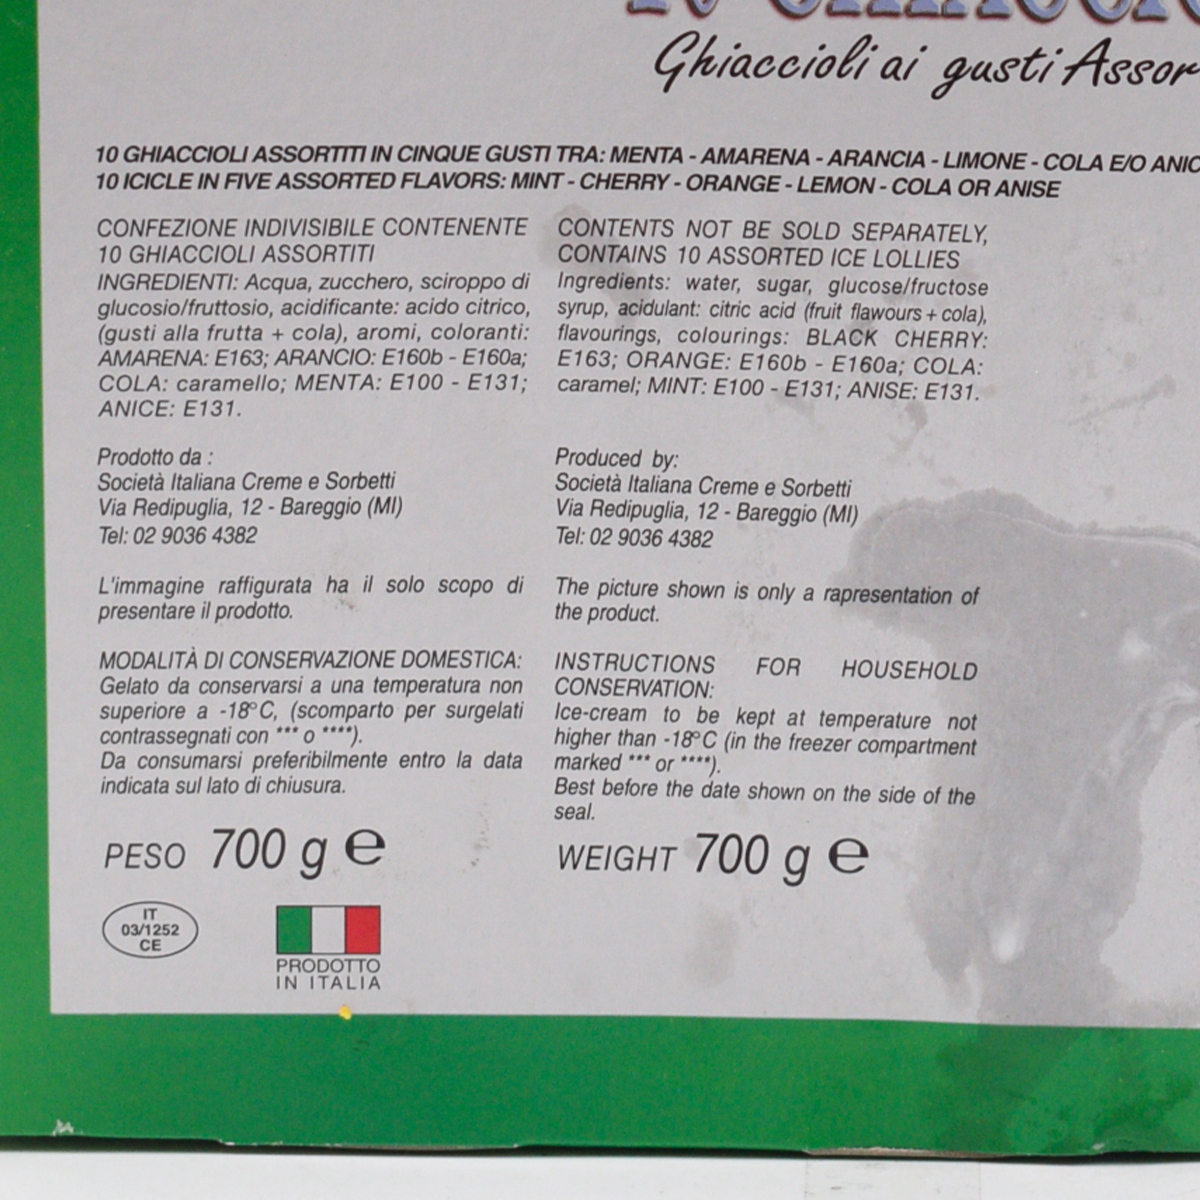 Ghiaccioli ai gusti
10 GHIACCIOLI ASSORTITI IN CINQUE GUSTI TRA: MENTA - AMARENA - ARANCIA - LIMONE - COLA E/O
10 ICICLE IN FIVE ASSORTED FLAVORS: MINT - CHERRY - ORANGE - LEMON - COLA OR ANISE
CONFEZIONE INDIVISIBILE CONTENENTE
10 GHIACCIOLI ASSORTITI
INGREDIENTI: Acqua, zucchero, sciroppo di
glucosio/fruttosio, acidificante: acido citrico,
(gusti alla frutta + cola), aromi, coloranti:
AMARENA: E163; ARANCIO: E160b - E160a;
COLA: caramello; MENTA: E100 - E131;
ANICE: E131.
Prodotto da :
Società Italiana Creme e Sorbetti
Via Redipuglia, 12 - Bareggio (MI)
Tel: 02 9036 4382
L'immagine raffigurata ha il solo scopo di
presentare il prodotto.
MODALITÀ DI CONSERVAZIONE DOMESTICA:
Gelato da conservarsi a una temperatura non
superiore a -18°C, (scomparto per surgelati
contrassegnati con *** o ****).
Da consumarsi preferibilmente entro la data
indicata sul lato di chiusura.
PESO 700 g ℮
CONTENTS NOT BE SOLD SEPARATELY,
CONTAINS 10 ASSORTED ICE LOLLIES
Ingredients: water, sugar, glucose/fructose
syrup, acidulant: citric acid (fruit flawours + cola),
flavourings, colourings: BLACK CHERRY:
E163; ORANGE: E160b - E160a; COLA:
caramel; MINT: E100 - E131; ANISE: E131.
Produced by:
Società Italiana Creme e Sorbetti
Via Redipuglia, 12 - Bareggio (MI)
Tel: 02 9036 4382
The picture shown is only a rapresentation of
the product.
INSTRUCTIONS FOR HOUSEHOLD
CONSERVATION:
Ice-cream to be kept at temperature not
higher than -18°C (in the freezer compartment
marked *** or ****).
Best before the date shown on the side of the
seal.
WEIGHT 700 g ℮
IT
03/1252
CE
PRODOTTO
IN ITALIA